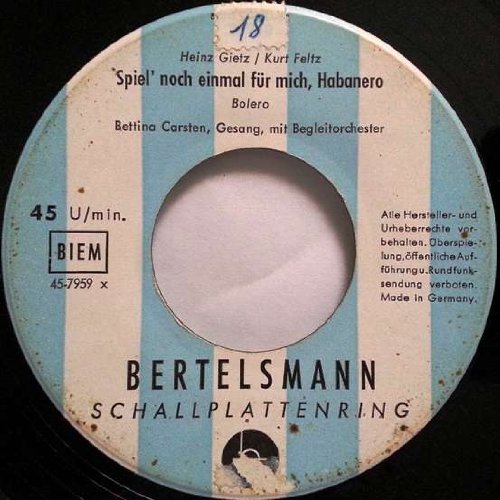 18
Heinz Gietz / Kurt Feltz
'Spiel' noch einmal für mich, Habanero
Bolero
Bettina Carsten, Gesang, mit Begleitorchester
45 U/min.
BIEM
45-7959 x
Alle Hersteller- und
Urheberrechte vor-
behalten. Überspie-
lung, öffentliche Auf-
führung u. Rundfunk-
sendung verboten.
Made in Germany.
BERTELSMANN
SCHALLPLATTENRING